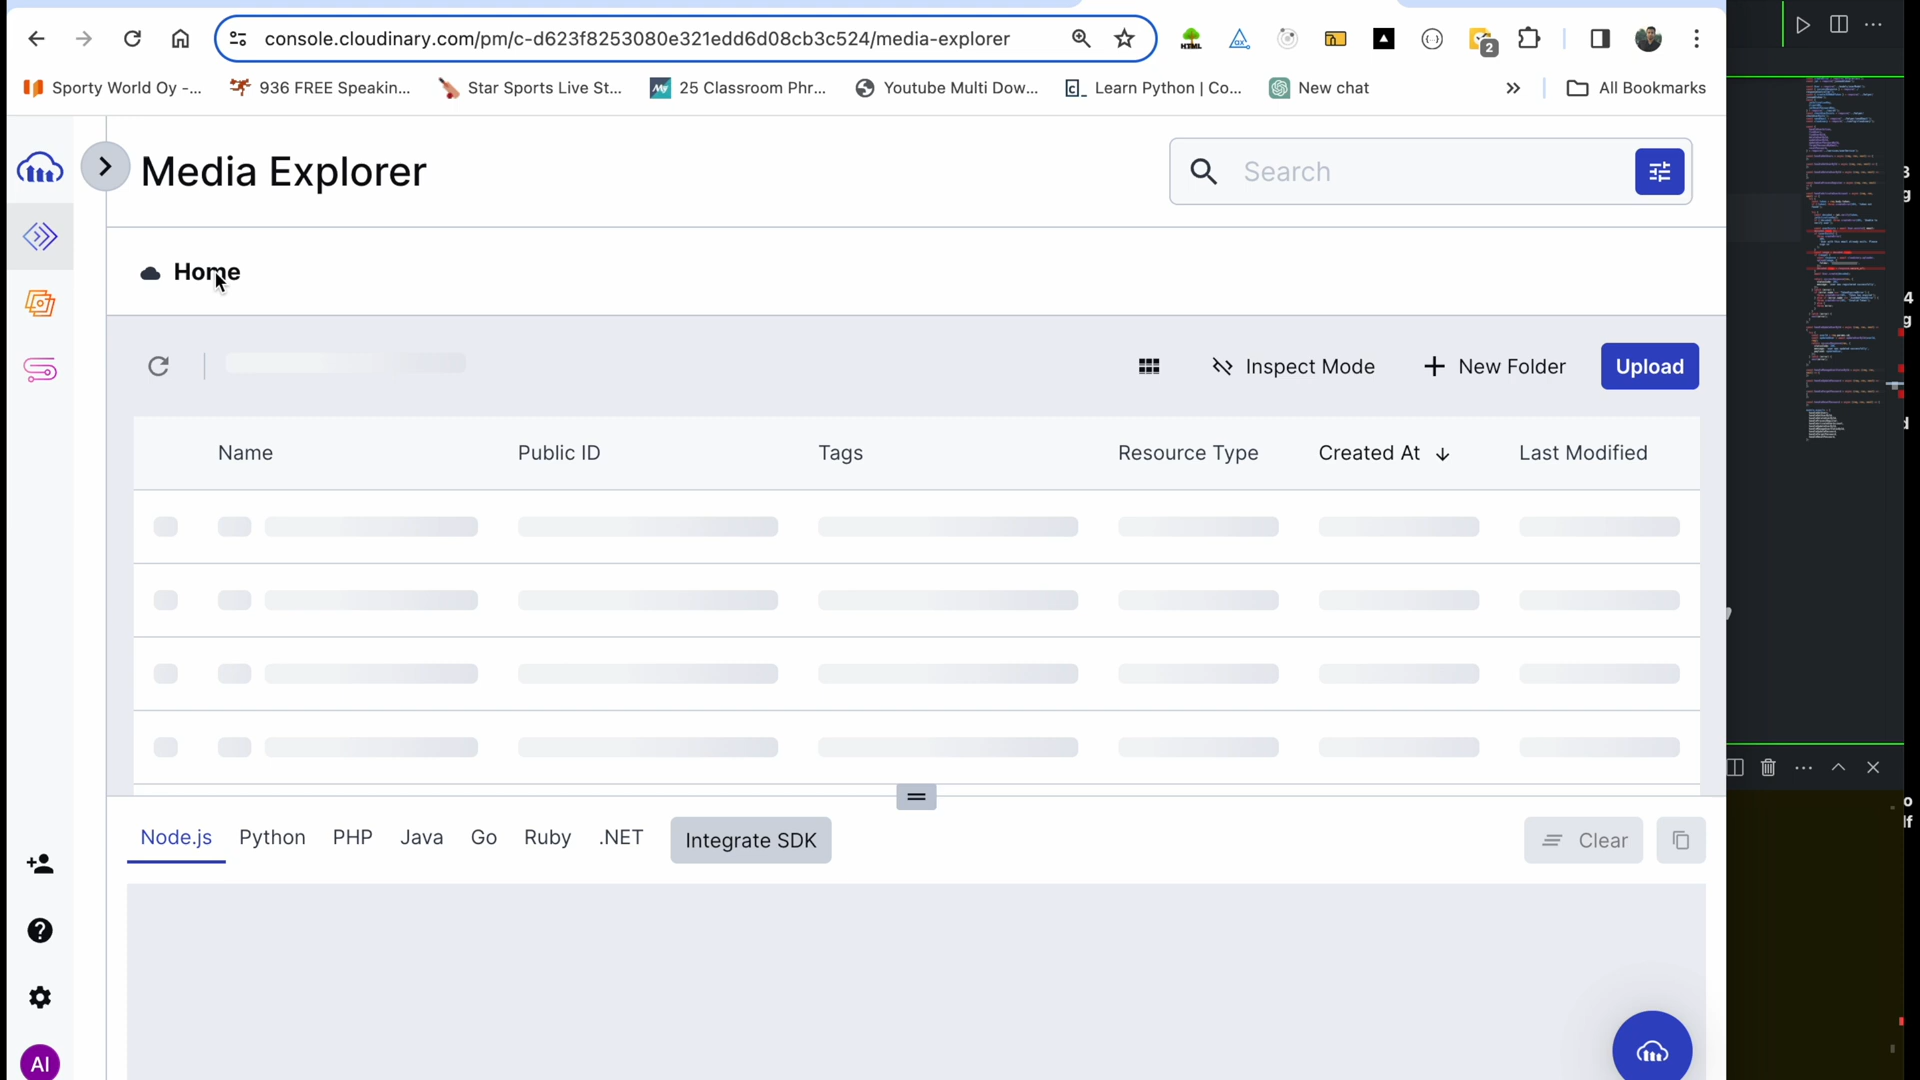 console.cloudinary.com/pm/c-d623f8253080e321edd6d08cb3c524/media-explorer
2
Sporty World Oy -...
936 FREE Speakin...
Star Sports Live St...
25 Classroom Phr...
Youtube Multi Dow...
Learn Python | Co...
New chat
All Bookmarks
Media Explorer
Search
Home
Inspect Mode
New Folder
Upload
Name
Public ID
Tags
Resource Type
Created At
Last Modified
Node.js
Python
PHP
Java
Go
Ruby
.NET
Integrate SDK
Clear
AI